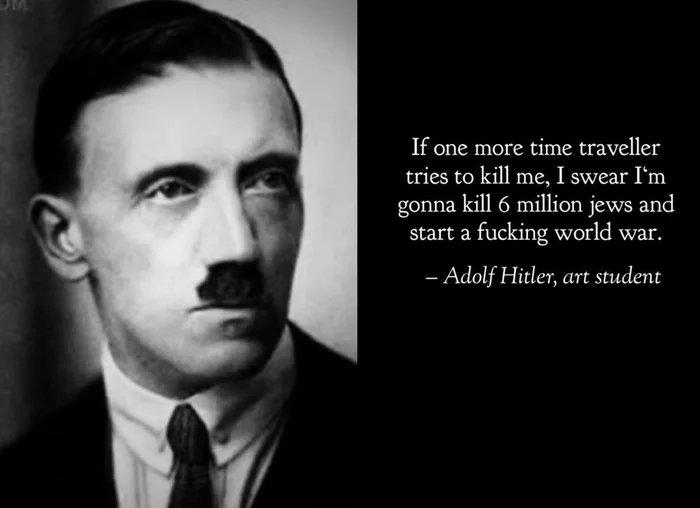 If one more time traveller
tries to kill me, I swear I'm
gonna kill 6 million jews and
start a fucking world war.
– Adolf Hitler, art student